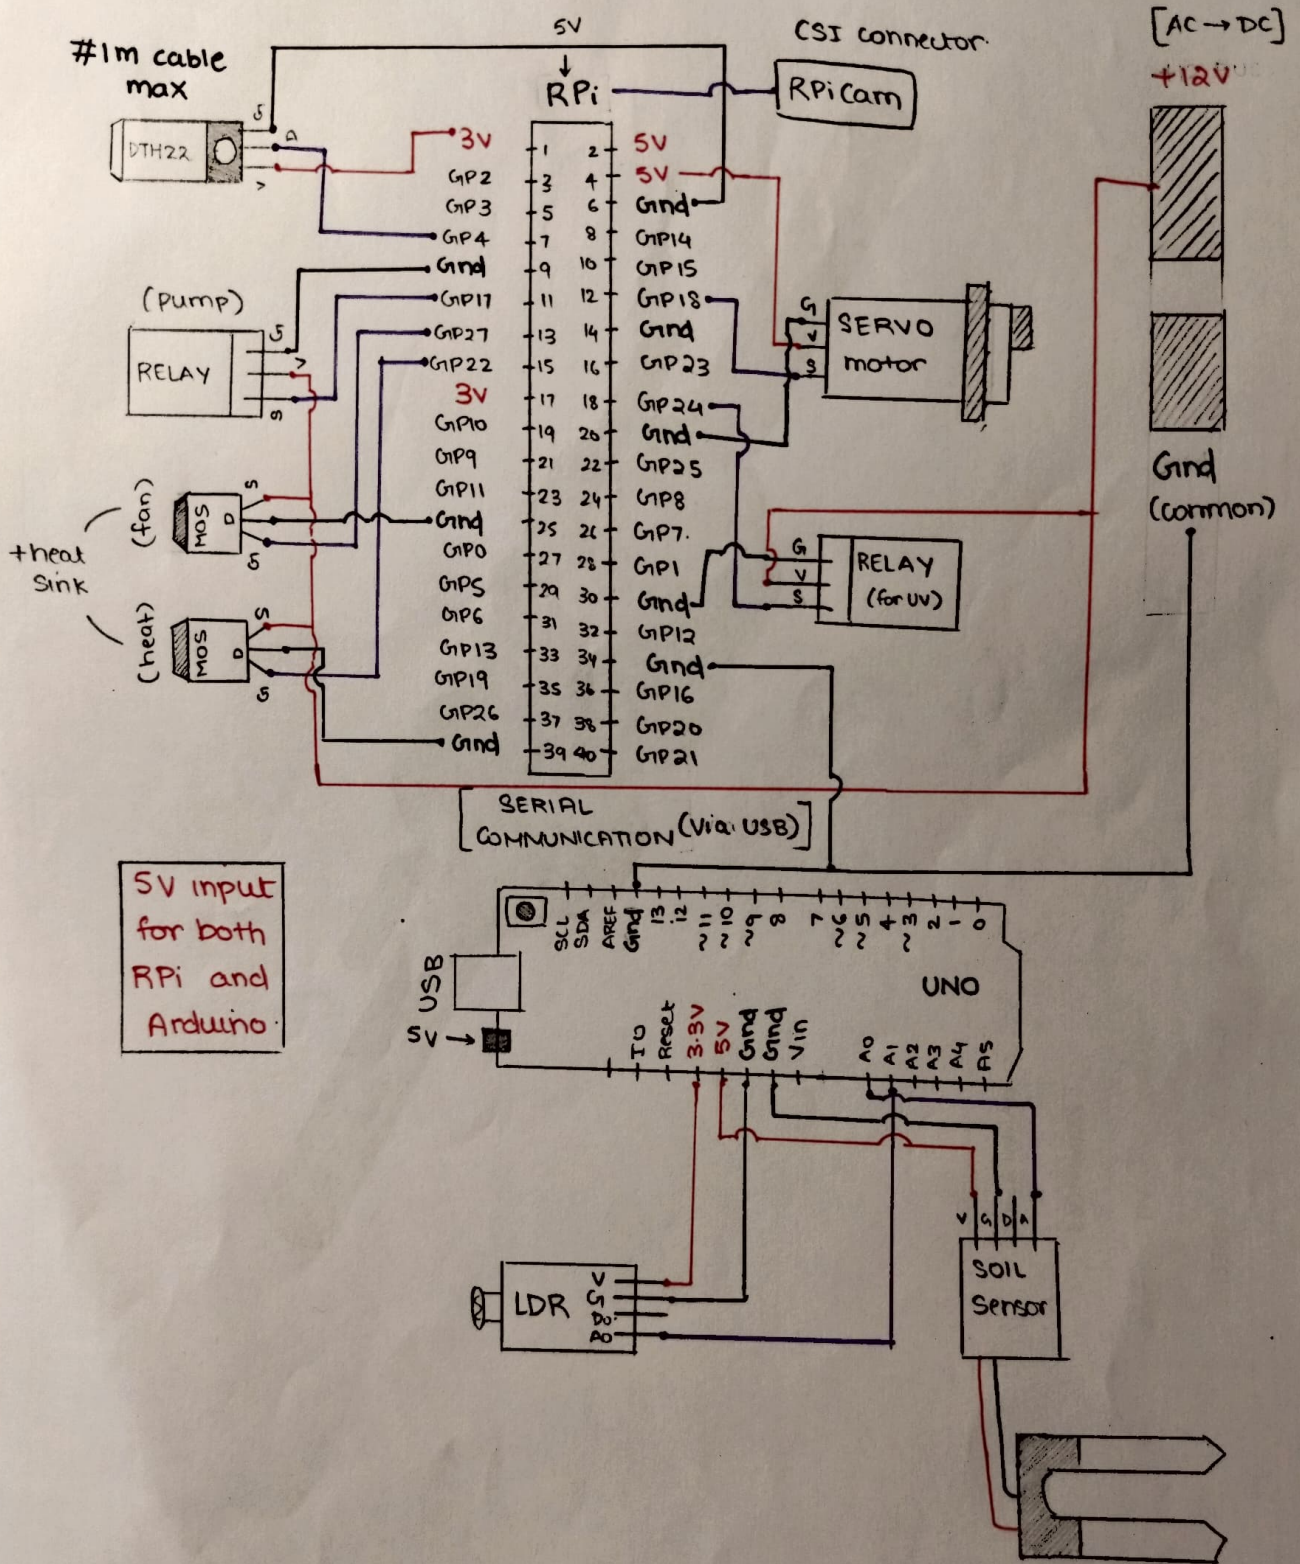 5V
CSI connector.
[AC→DC]
#1m cable
max
+12V
RPi
RPi Cam
DTH22
G
D
V
3V 1 2 5V
GP2 3 4 5V
GP3 5 6 Gnd
GP4 7 8 GP14
Gnd 9 10 GP15
GP17 11 12 GP18
GP27 13 14 Gnd
GP22 15 16 GP23
3V 17 18 GP24
GP10 19 20 Gnd
GP9 21 22 GP25
GP11 23 24 GP8
Gnd 25 26 GP7.
GP0 27 28 GP1
GP5 29 30 Gnd
GP6 31 32 GP12
GP13 33 34 Gnd
GP19 35 36 GP16
GP26 37 38 GP20
Gnd 39 40 GP21
(pump)
RELAY
G
V
S
SERVO
motor
G
V
S
Gnd
(common)
(fan)
MOS
S
D
G
+heat
sink
(heat)
MOS
S
D
G
G
V
S
RELAY
(for UV)
[SERIAL
COMMUNICATION (Via USB)]
5V input
for both
RPi and
Arduino.
SCL
SDA
AREF
Gnd
13
12
~11
~10
~9
8
7
~6
~5
4
~3
2
1
0
USB
UNO
5V→
IO
Reset
3.3V
5V
Gnd
Gnd
Vin
A0
A1
A2
A3
A4
A5
V
G
D
A
LDR
V
G
D0
A0
SOIL
Sensor